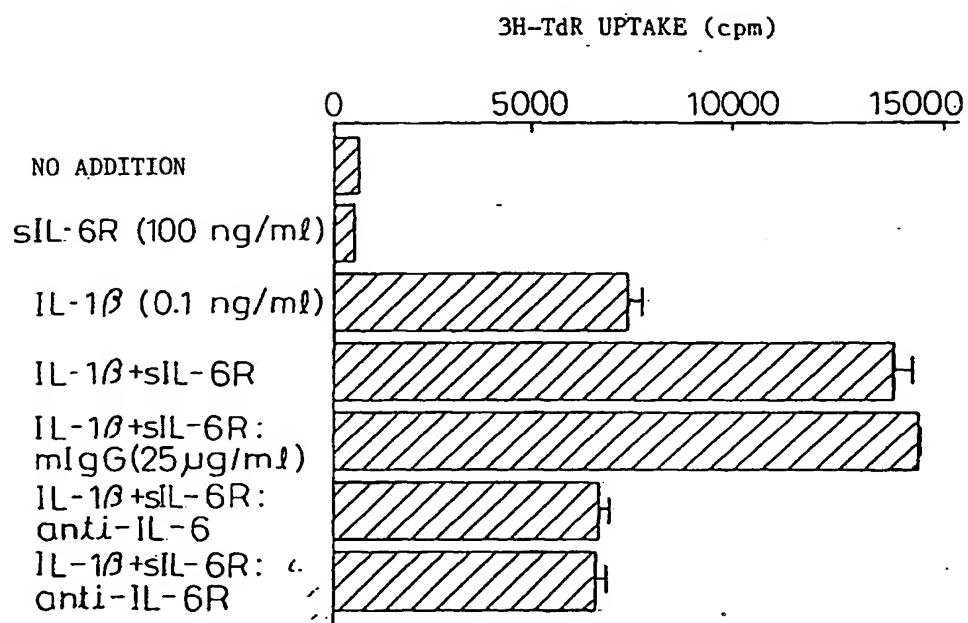 3H-TdR UPTAKE (cpm)
0 5000 10000 15000
NO ADDITION
sIL-6R (100 ng/mℓ)
IL-1β (0.1 ng/mℓ)
IL-1β+sIL-6R
IL-1β+sIL-6R:
mIgG(25μg/mℓ)
IL-1β+sIL-6R:
anti-IL-6
IL-1β+sIL-6R:
anti-IL-6R